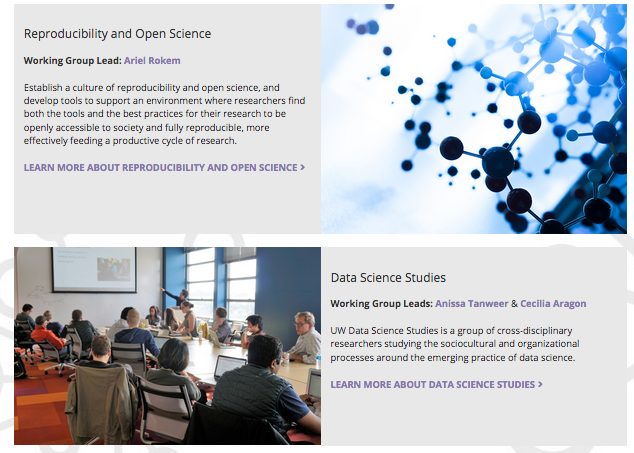 Reproducibility and Open Science
Working Group Lead: Ariel Rokem
Establish a culture of reproducibility and open science, and
develop tools to support an environment where researchers find
both the tools and the best practices for their research to be
openly accessible to society and fully reproducible, more
effectively feeding a productive cycle of research.
LEARN MORE ABOUT REPRODUCIBILITY AND OPEN SCIENCE >
Data Science Studies
Working Group Leads: Anissa Tanweer & Cecilia Aragon
UW Data Science Studies is a group of cross-disciplinary
researchers studying the sociocultural and organizational
processes around the emerging practice of data science.
LEARN MORE ABOUT DATA SCIENCE STUDIES >